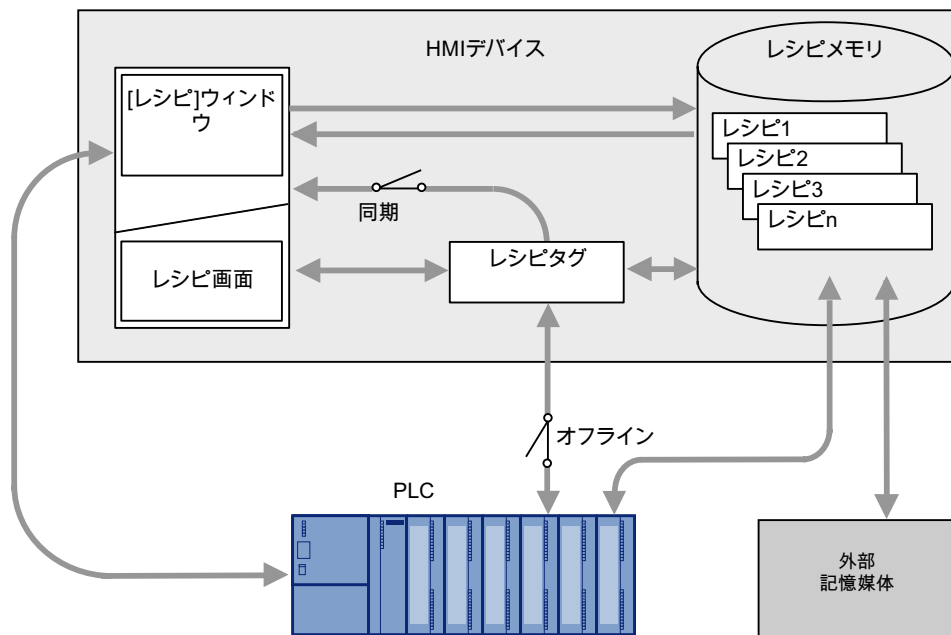 HMIデバイス
レシピメモリ
[レシピ]ウィンド
ウ
レシピ1
レシピ2
レシピ3
レシピn
同期
レシピタグ
レシピ画面
オフライン
PLC
外部
記憶媒体